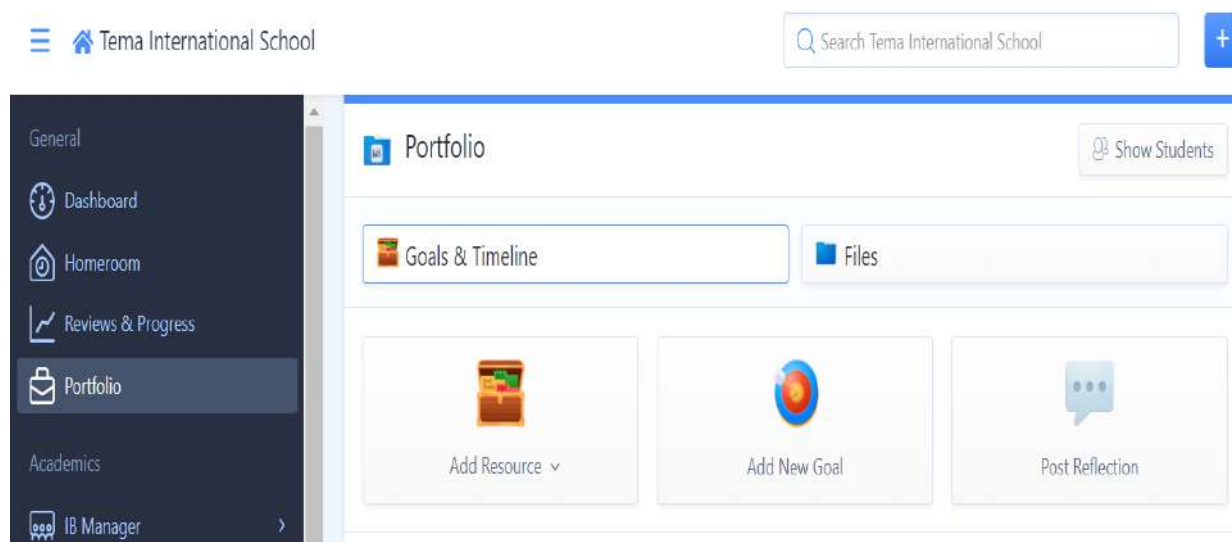 Tema International School
Search Tema International School
+
General
Dashboard
Homeroom
Reviews & Progress
Portfolio
Academics
IB Manager
Portfolio
Show Students
Goals & Timeline
Files
Add Resource
Add New Goal
Post Reflection